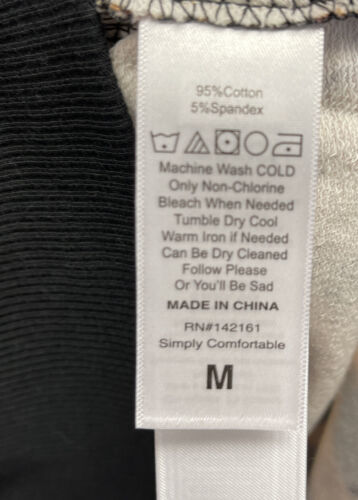 95%Cotton
5%Spandex
Machine Wash COLD
Only Non-Chlorine
Bleach When Needed
Tumble Dry Cool
Warm Iron if Needed
Can Be Dry Cleaned
Follow Please
Or You'll Be Sad
MADE IN CHINA
RN#142161
Simply Comfortable
M